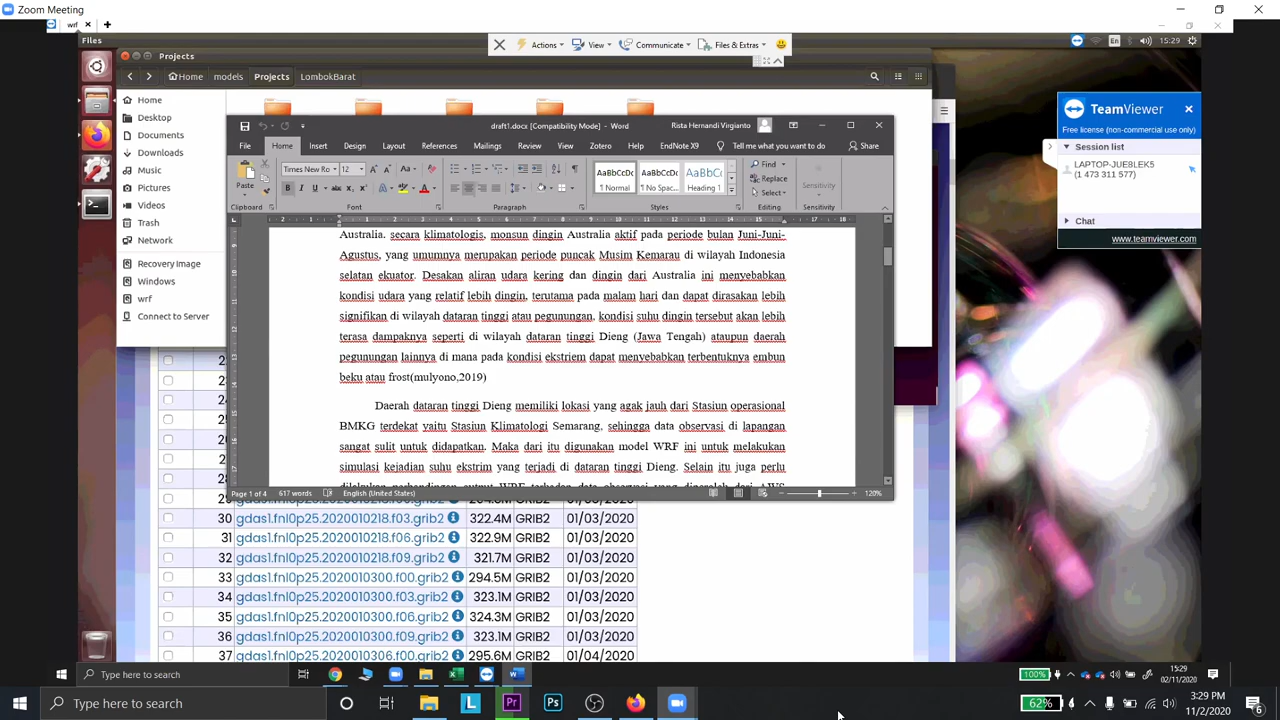 Zoom Meeting
wrf
Files
Actions
View
Communicate
Files & Extras
En
15:29
Projects
Home
models
Projects
LombokBarat
Home
Desktop
Documents
Downloads
Music
Pictures
Videos
Trash
Network
Recovery Image
Windows
wrf
Connect to Server
draft1.docx [Compatibility Mode] - Word
Rista Hernandi Virgianto
File
Home
Insert
Design
Layout
References
Mailings
Review
View
Zotero
Help
EndNote X9
Tell me what you want to do
Share
Paste
Times New Ro
12
AaBbCcDc
AaBbCcDc
AaBbCcD
¶ Normal
¶ No Spac...
Heading 1
Find
Replace
Select
Sensitivity
Clipboard
Font
Paragraph
Styles
Editing
Sensitivity
Australia. secara klimatologis, monsun dingin Australia aktif pada periode bulan Juni-Juni-
Agustus, yang umumnya merupakan periode puncak Musim Kemarau di wilayah Indonesia
selatan ekuator. Desakan aliran udara kering dan dingin dari Australia ini menyebabkan
kondisi udara yang relatif lebih dingin, terutama pada malam hari dan dapat dirasakan lebih
signifikan di wilayah dataran tinggi atau pegunungan, kondisi suhu dingin tersebut akan lebih
terasa dampaknya seperti di wilayah dataran tinggi Dieng (Jawa Tengah) ataupun daerah
pegunungan lainnya di mana pada kondisi ekstriem dapat menyebabkan terbentuknya embun
beku atau frost(mulyono,2019)
Daerah dataran tinggi Dieng memiliki lokasi yang agak jauh dari Stasiun operasional
BMKG terdekat yaitu Stasiun Klimatologi Semarang, sehingga data observasi di lapangan
sangat sulit untuk didapatkan. Maka dari itu digunakan model WRF ini untuk melakukan
simulasi kejadian suhu ekstrim yang terjadi di dataran tinggi Dieng. Selain itu juga perlu
Page 1 of 4
617 words
English (United States)
120%
30 gdas1.fnl0p25.2020010218.f03.grib2 322.4M GRIB2 01/03/2020
31 gdas1.fnl0p25.2020010218.f06.grib2 322.9M GRIB2 01/03/2020
32 gdas1.fnl0p25.2020010218.f09.grib2 321.7M GRIB2 01/03/2020
33 gdas1.fnl0p25.2020010300.f00.grib2 294.5M GRIB2 01/03/2020
34 gdas1.fnl0p25.2020010300.f03.grib2 323.1M GRIB2 01/03/2020
35 gdas1.fnl0p25.2020010300.f06.grib2 324.3M GRIB2 01/03/2020
36 gdas1.fnl0p25.2020010300.f09.grib2 323.1M GRIB2 01/03/2020
37 gdas1.fnl0p25.2020010306.f00.grib2 295.6M GRIB2 01/04/2020
TeamViewer
Free license (non-commercial use only)
Session list
LAPTOP-JUE8LEK5
(1 473 311 577)
Chat
www.teamviewer.com
Type here to search
100%
15:29
02/11/2020
Type here to search
62%
3:29 PM
11/2/2020
6